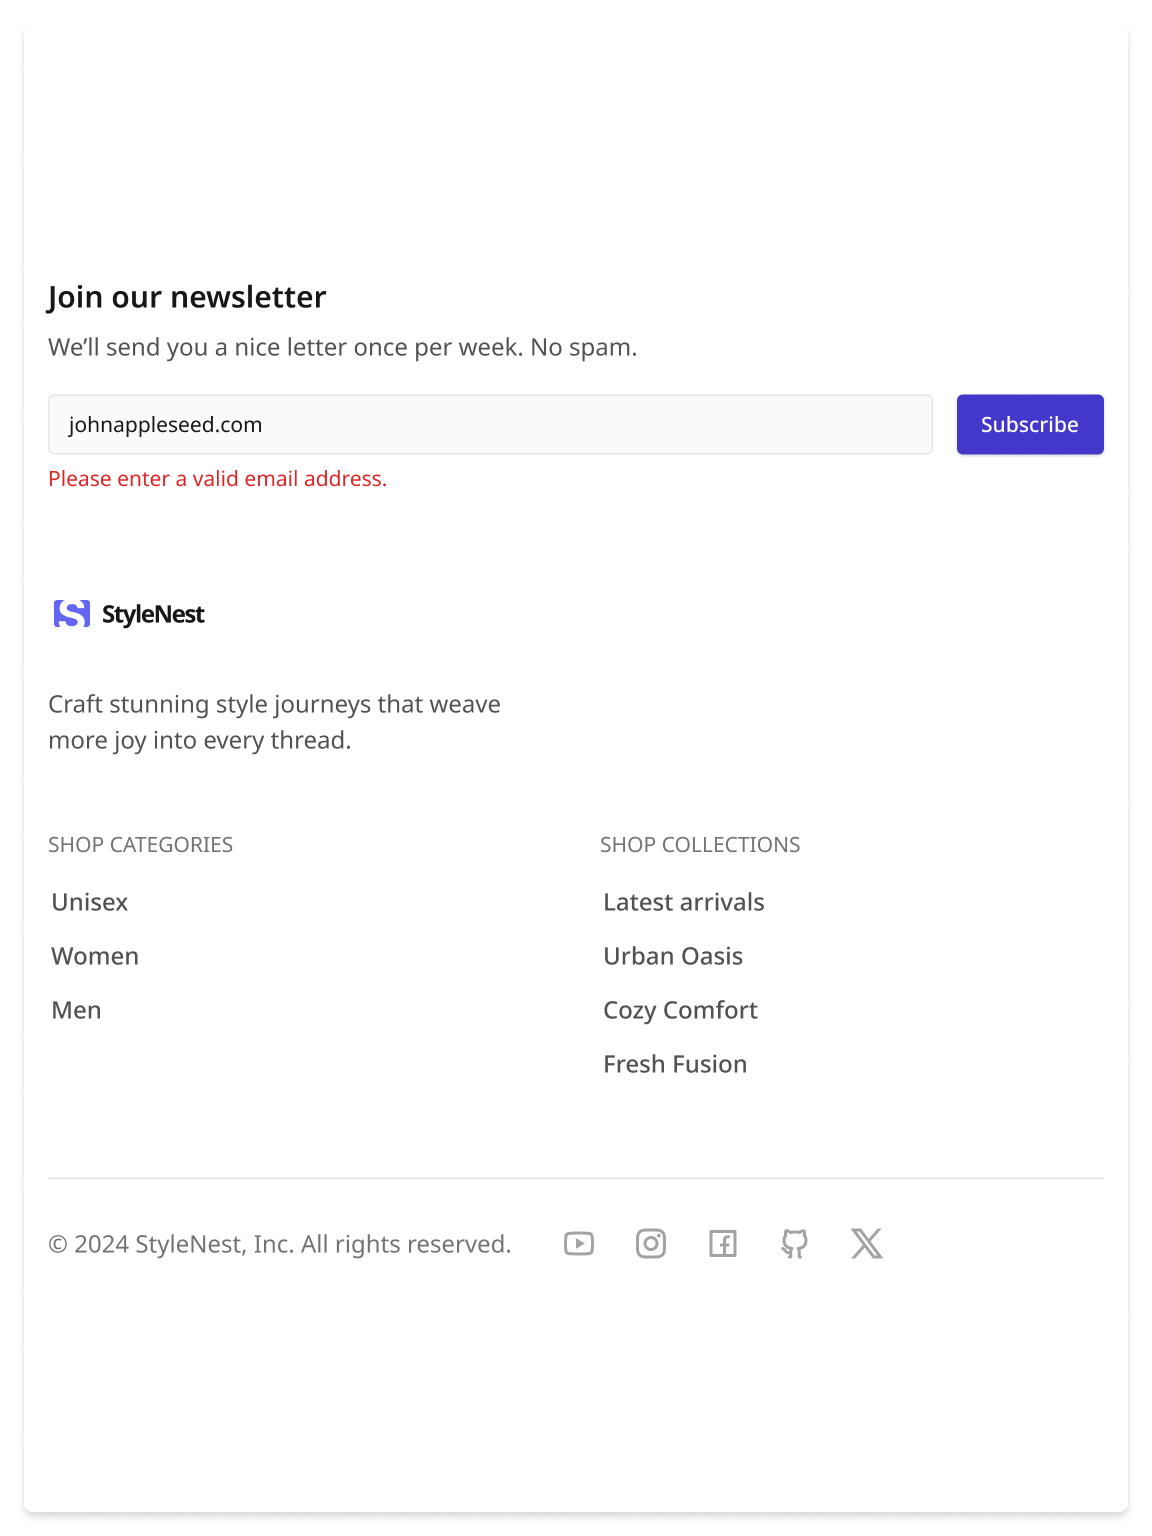 Join our newsletter
We’ll send you a nice letter once per week. No spam.
johnappleseed.com
Subscribe
Please enter a valid email address.
StyleNest
Craft stunning style journeys that weave
more joy into every thread.
SHOP CATEGORIES
Unisex
Women
Men
SHOP COLLECTIONS
Latest arrivals
Urban Oasis
Cozy Comfort
Fresh Fusion
© 2024 StyleNest, Inc. All rights reserved.